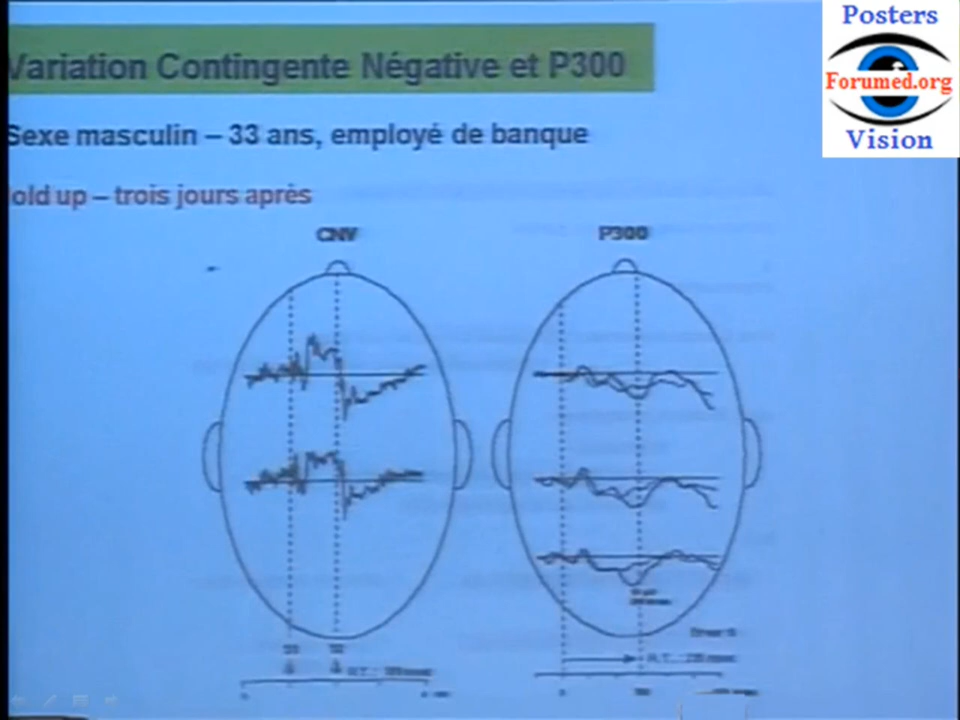 Posters
Forumed.org
Vision
Variation Contingente Négative et P300
Sexe masculin – 33 ans, employé de banque
old up – trois jours après
CNV
P300
R.T. :
R.T. :